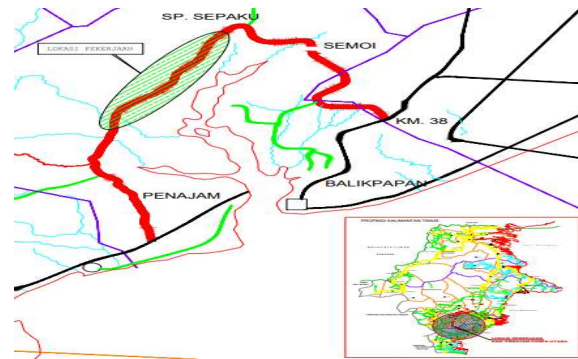 SP. SEPAKU
LOKASI PEKERJAAN
SEMOI
KM. 38
PENAJAM
BALIKPAPAN
PROPINSI KALIMANTAN TIMUR